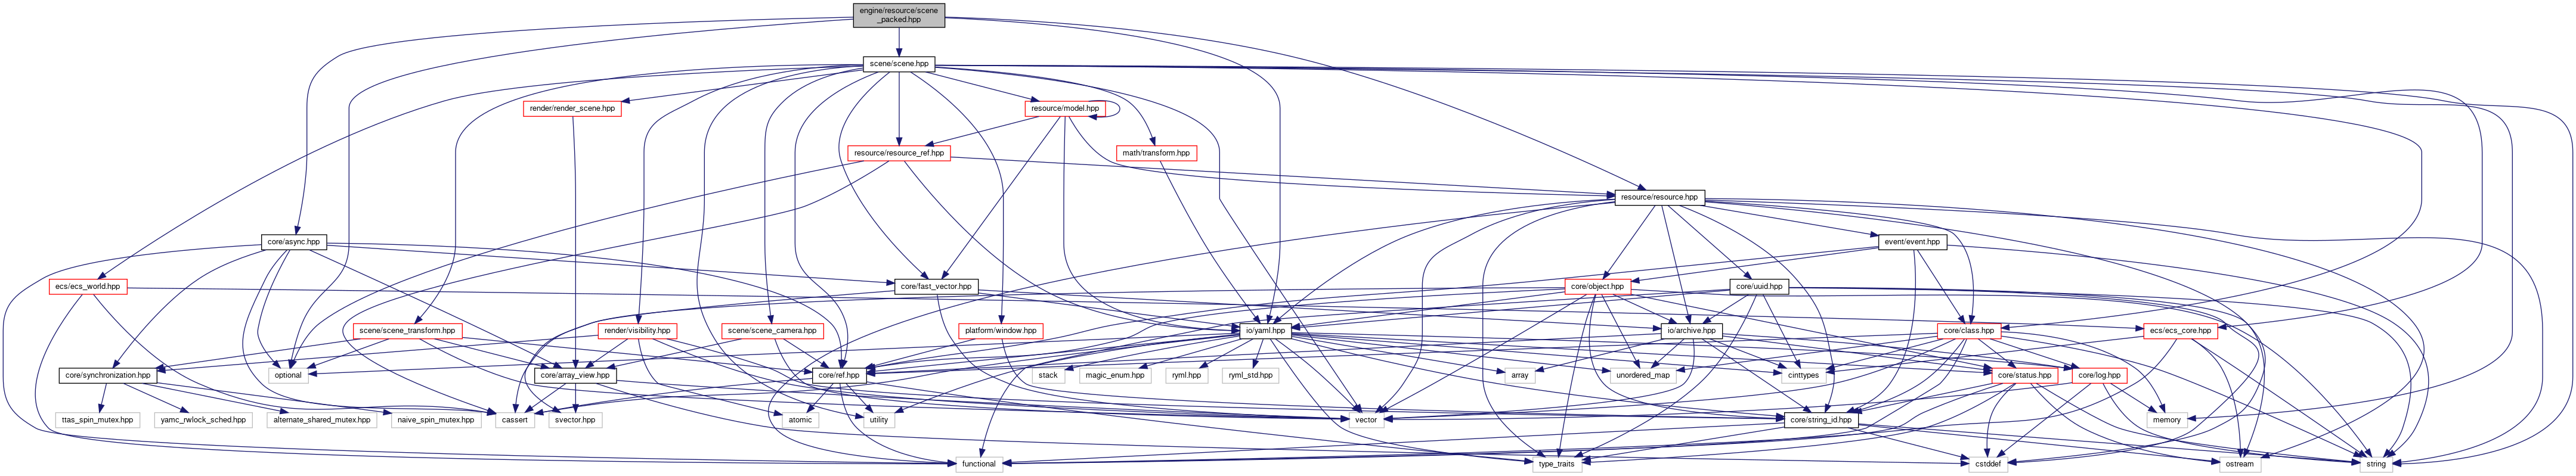 engine/resource/scene
_packed.hpp
scene/scene.hpp
render/render_scene.hpp
resource/model.hpp
resource/resource_ref.hpp
math/transform.hpp
resource/resource.hpp
core/async.hpp
event/event.hpp
ecs/ecs_world.hpp
core/fast_vector.hpp
core/object.hpp
core/uuid.hpp
scene/scene_transform.hpp
render/visibility.hpp
scene/scene_camera.hpp
platform/window.hpp
io/yaml.hpp
io/archive.hpp
core/class.hpp
ecs/ecs_core.hpp
core/synchronization.hpp
optional
core/array_view.hpp
core/ref.hpp
stack
magic_enum.hpp
ryml.hpp
ryml_std.hpp
array
unordered_map
cinttypes
core/status.hpp
core/log.hpp
ttas_spin_mutex.hpp
yamc_rwlock_sched.hpp
alternate_shared_mutex.hpp
naive_spin_mutex.hpp
cassert
svector.hpp
atomic
utility
vector
core/string_id.hpp
memory
functional
type_traits
cstddef
ostream
string